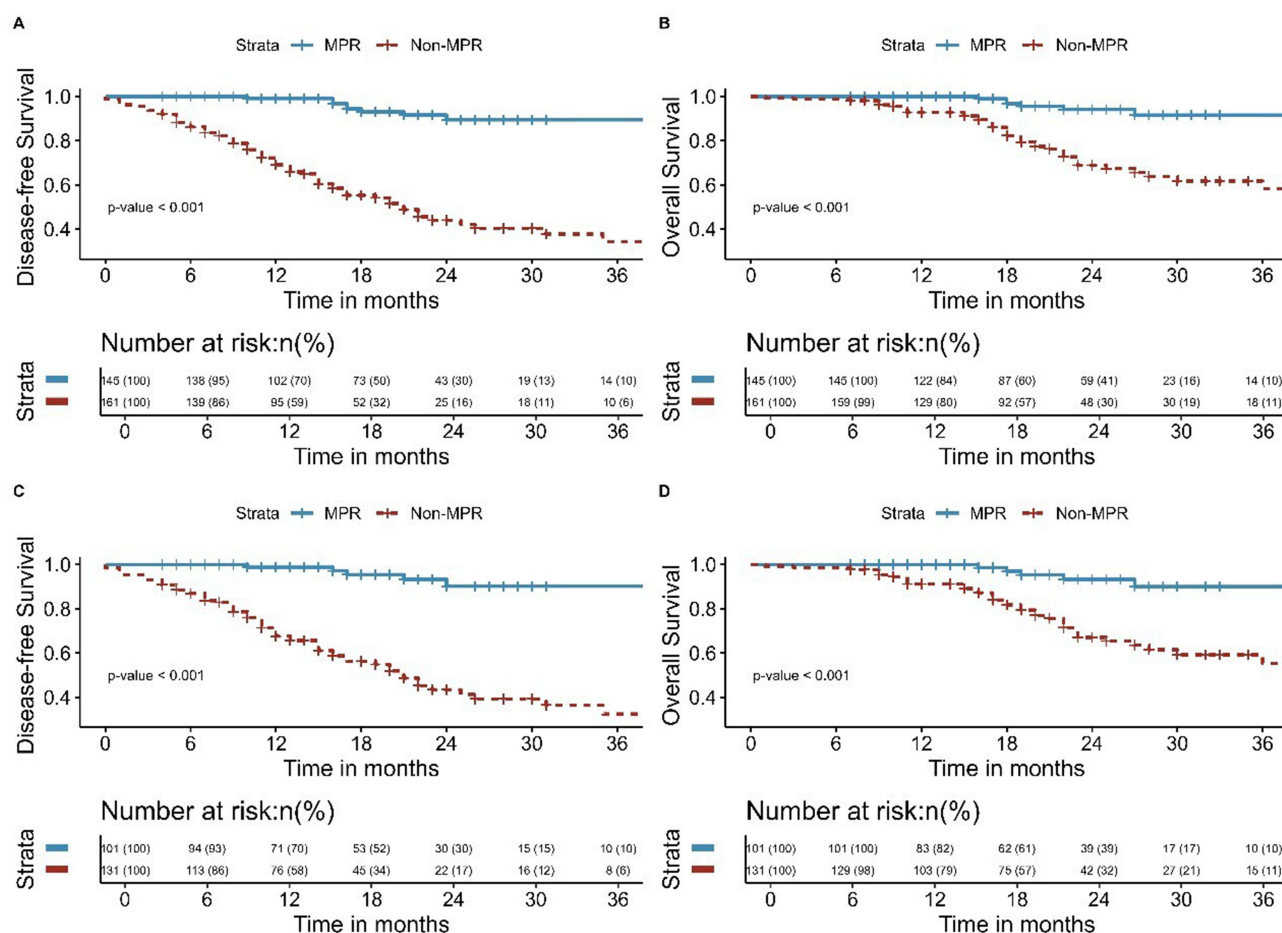 A
Strata MPR Non-MPR
Disease-free Survival
1.0
0.8
0.6
0.4
p-value < 0.001
0 6 12 18 24 30 36
Time in months
Number at risk:n(%)
Strata
145 (100) 138 (95) 102 (70) 73 (50) 43 (30) 19 (13) 14 (10)
161 (100) 139 (86) 95 (59) 52 (32) 25 (16) 18 (11) 10 (6)
0 6 12 18 24 30 36
Time in months
B
Strata MPR Non-MPR
Overall Survival
1.0
0.8
0.6
0.4
p-value < 0.001
0 6 12 18 24 30 36
Time in months
Number at risk:n(%)
Strata
145 (100) 145 (100) 122 (84) 87 (60) 59 (41) 23 (16) 14 (10)
161 (100) 159 (99) 129 (80) 92 (57) 48 (30) 30 (19) 18 (11)
0 6 12 18 24 30 36
Time in months
C
Strata MPR Non-MPR
Disease-free Survival
1.0
0.8
0.6
0.4
p-value < 0.001
0 6 12 18 24 30 36
Time in months
Number at risk:n(%)
Strata
101 (100) 94 (93) 71 (70) 53 (52) 30 (30) 15 (15) 10 (10)
131 (100) 113 (86) 76 (58) 45 (34) 22 (17) 16 (12) 8 (6)
0 6 12 18 24 30 36
Time in months
D
Strata MPR Non-MPR
Overall Survival
1.0
0.8
0.6
0.4
p-value < 0.001
0 6 12 18 24 30 36
Time in months
Number at risk:n(%)
Strata
101 (100) 101 (100) 83 (82) 62 (61) 39 (39) 17 (17) 10 (10)
131 (100) 129 (98) 103 (79) 75 (57) 42 (32) 27 (21) 15 (11)
0 6 12 18 24 30 36
Time in months